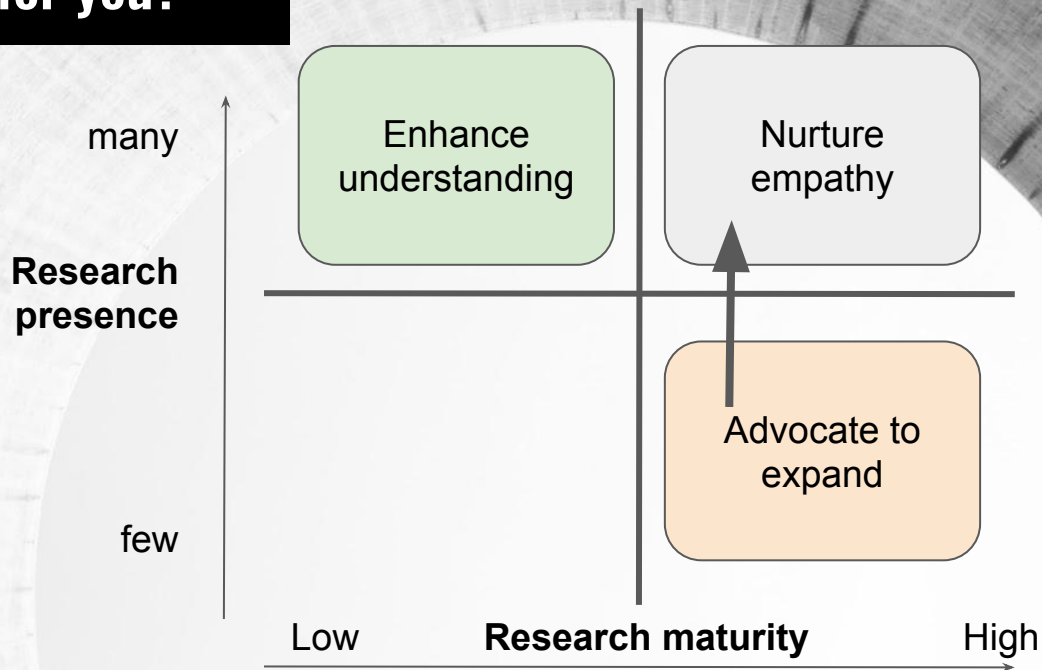 for you?
many
Enhance
understanding
Nurture
empathy
Research
presence
Advocate to
expand
few
Low
Research maturity
High